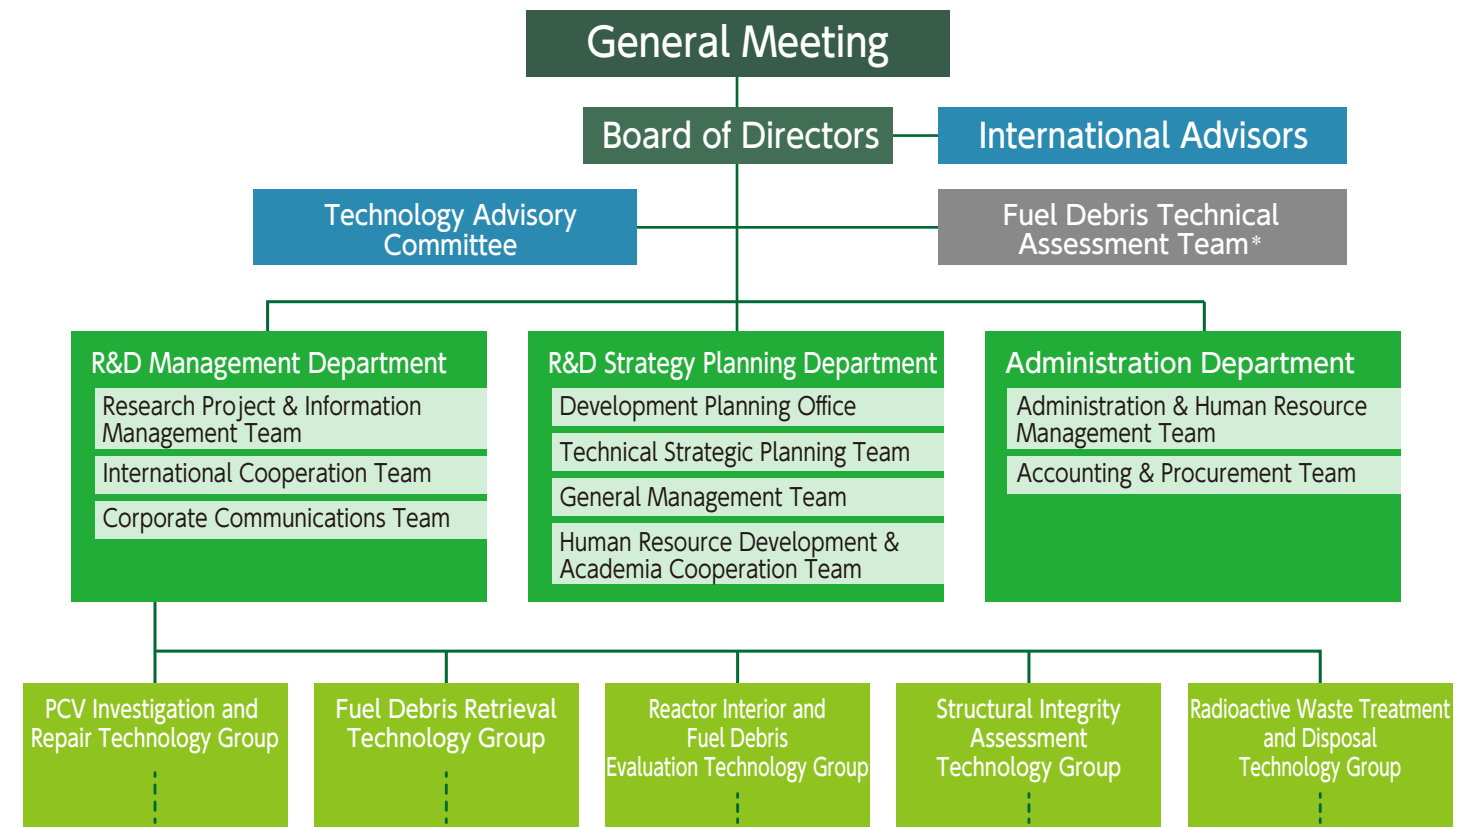 General Meeting
Board of Directors
International Advisors
Technology Advisory
Committee
Fuel Debris Technical
Assessment Team*
R&D Management Department
Research Project & Information
Management Team
International Cooperation Team
Corporate Communications Team
R&D Strategy Planning Department
Development Planning Office
Technical Strategic Planning Team
General Management Team
Human Resource Development &
Academia Cooperation Team
Administration Department
Administration & Human Resource
Management Team
Accounting & Procurement Team
PCV Investigation and
Repair Technology Group
Fuel Debris Retrieval
Technology Group
Reactor Interior and
Fuel Debris
Evaluation Technology Group
Structural Integrity
Assessment
Technology Group
Radioactive Waste Treatment
and Disposal
Technology Group